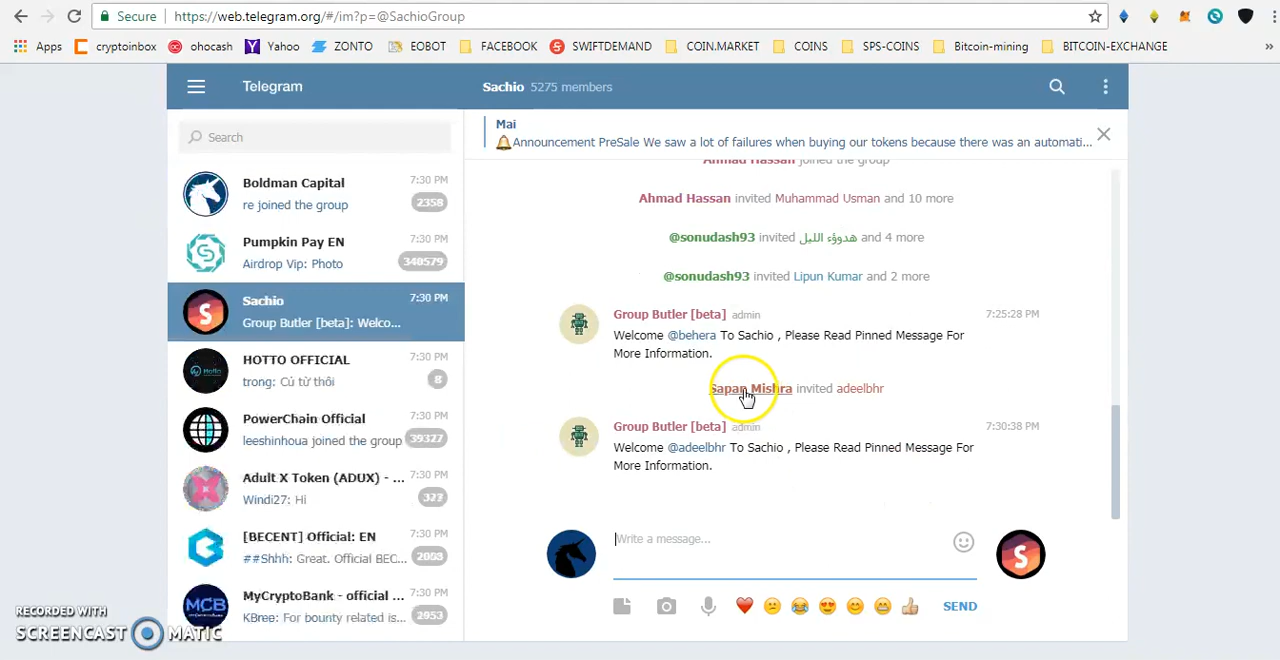 Secure https://web.telegram.org/#/im?p=@SachioGroup
Apps cryptoinbox ohocash Yahoo ZONTO EOBOT FACEBOOK SWIFTDEMAND COIN.MARKET COINS SPS-COINS Bitcoin-mining BITCOIN-EXCHANGE »
Telegram
Sachio 5275 members
Search
Boldman Capital 7:30 PM
re joined the group 2358
Pumpkin Pay EN 7:30 PM
Airdrop Vip: Photo 340579
Sachio 7:30 PM
Group Butler [beta]: Welco...
HOTTO OFFICIAL 7:30 PM
trong: Củ từ thôi 8
PowerChain Official 7:30 PM
leeshinhoua joined the group 39327
Adult X Token (ADUX) - ... 7:30 PM
Windi27: Hi 323
[BECENT] Official: EN 7:30 PM
##Shhh: Great. Official BEC...
MyCryptoBank - official ... 7:30 PM
KBree: For bounty related is... 2953
Mai
Announcement PreSale We saw a lot of failures when buying our tokens because there was an automati...
Ahmad Hassan joined the group
Ahmad Hassan invited Muhammad Usman and 10 more
@sonudash93 invited هدوؤء الليل and 4 more
@sonudash93 invited Lipun Kumar and 2 more
Group Butler [beta] admin 7:25:28 PM
Welcome @behera To Sachio , Please Read Pinned Message For
More Information.
Sapan Mishra invited adeelbhr
Group Butler [beta] admin 7:30:38 PM
Welcome @adeelbhr To Sachio , Please Read Pinned Message For
More Information.
Write a message...
SEND
RECORDED WITH
SCREENCAST MATIC